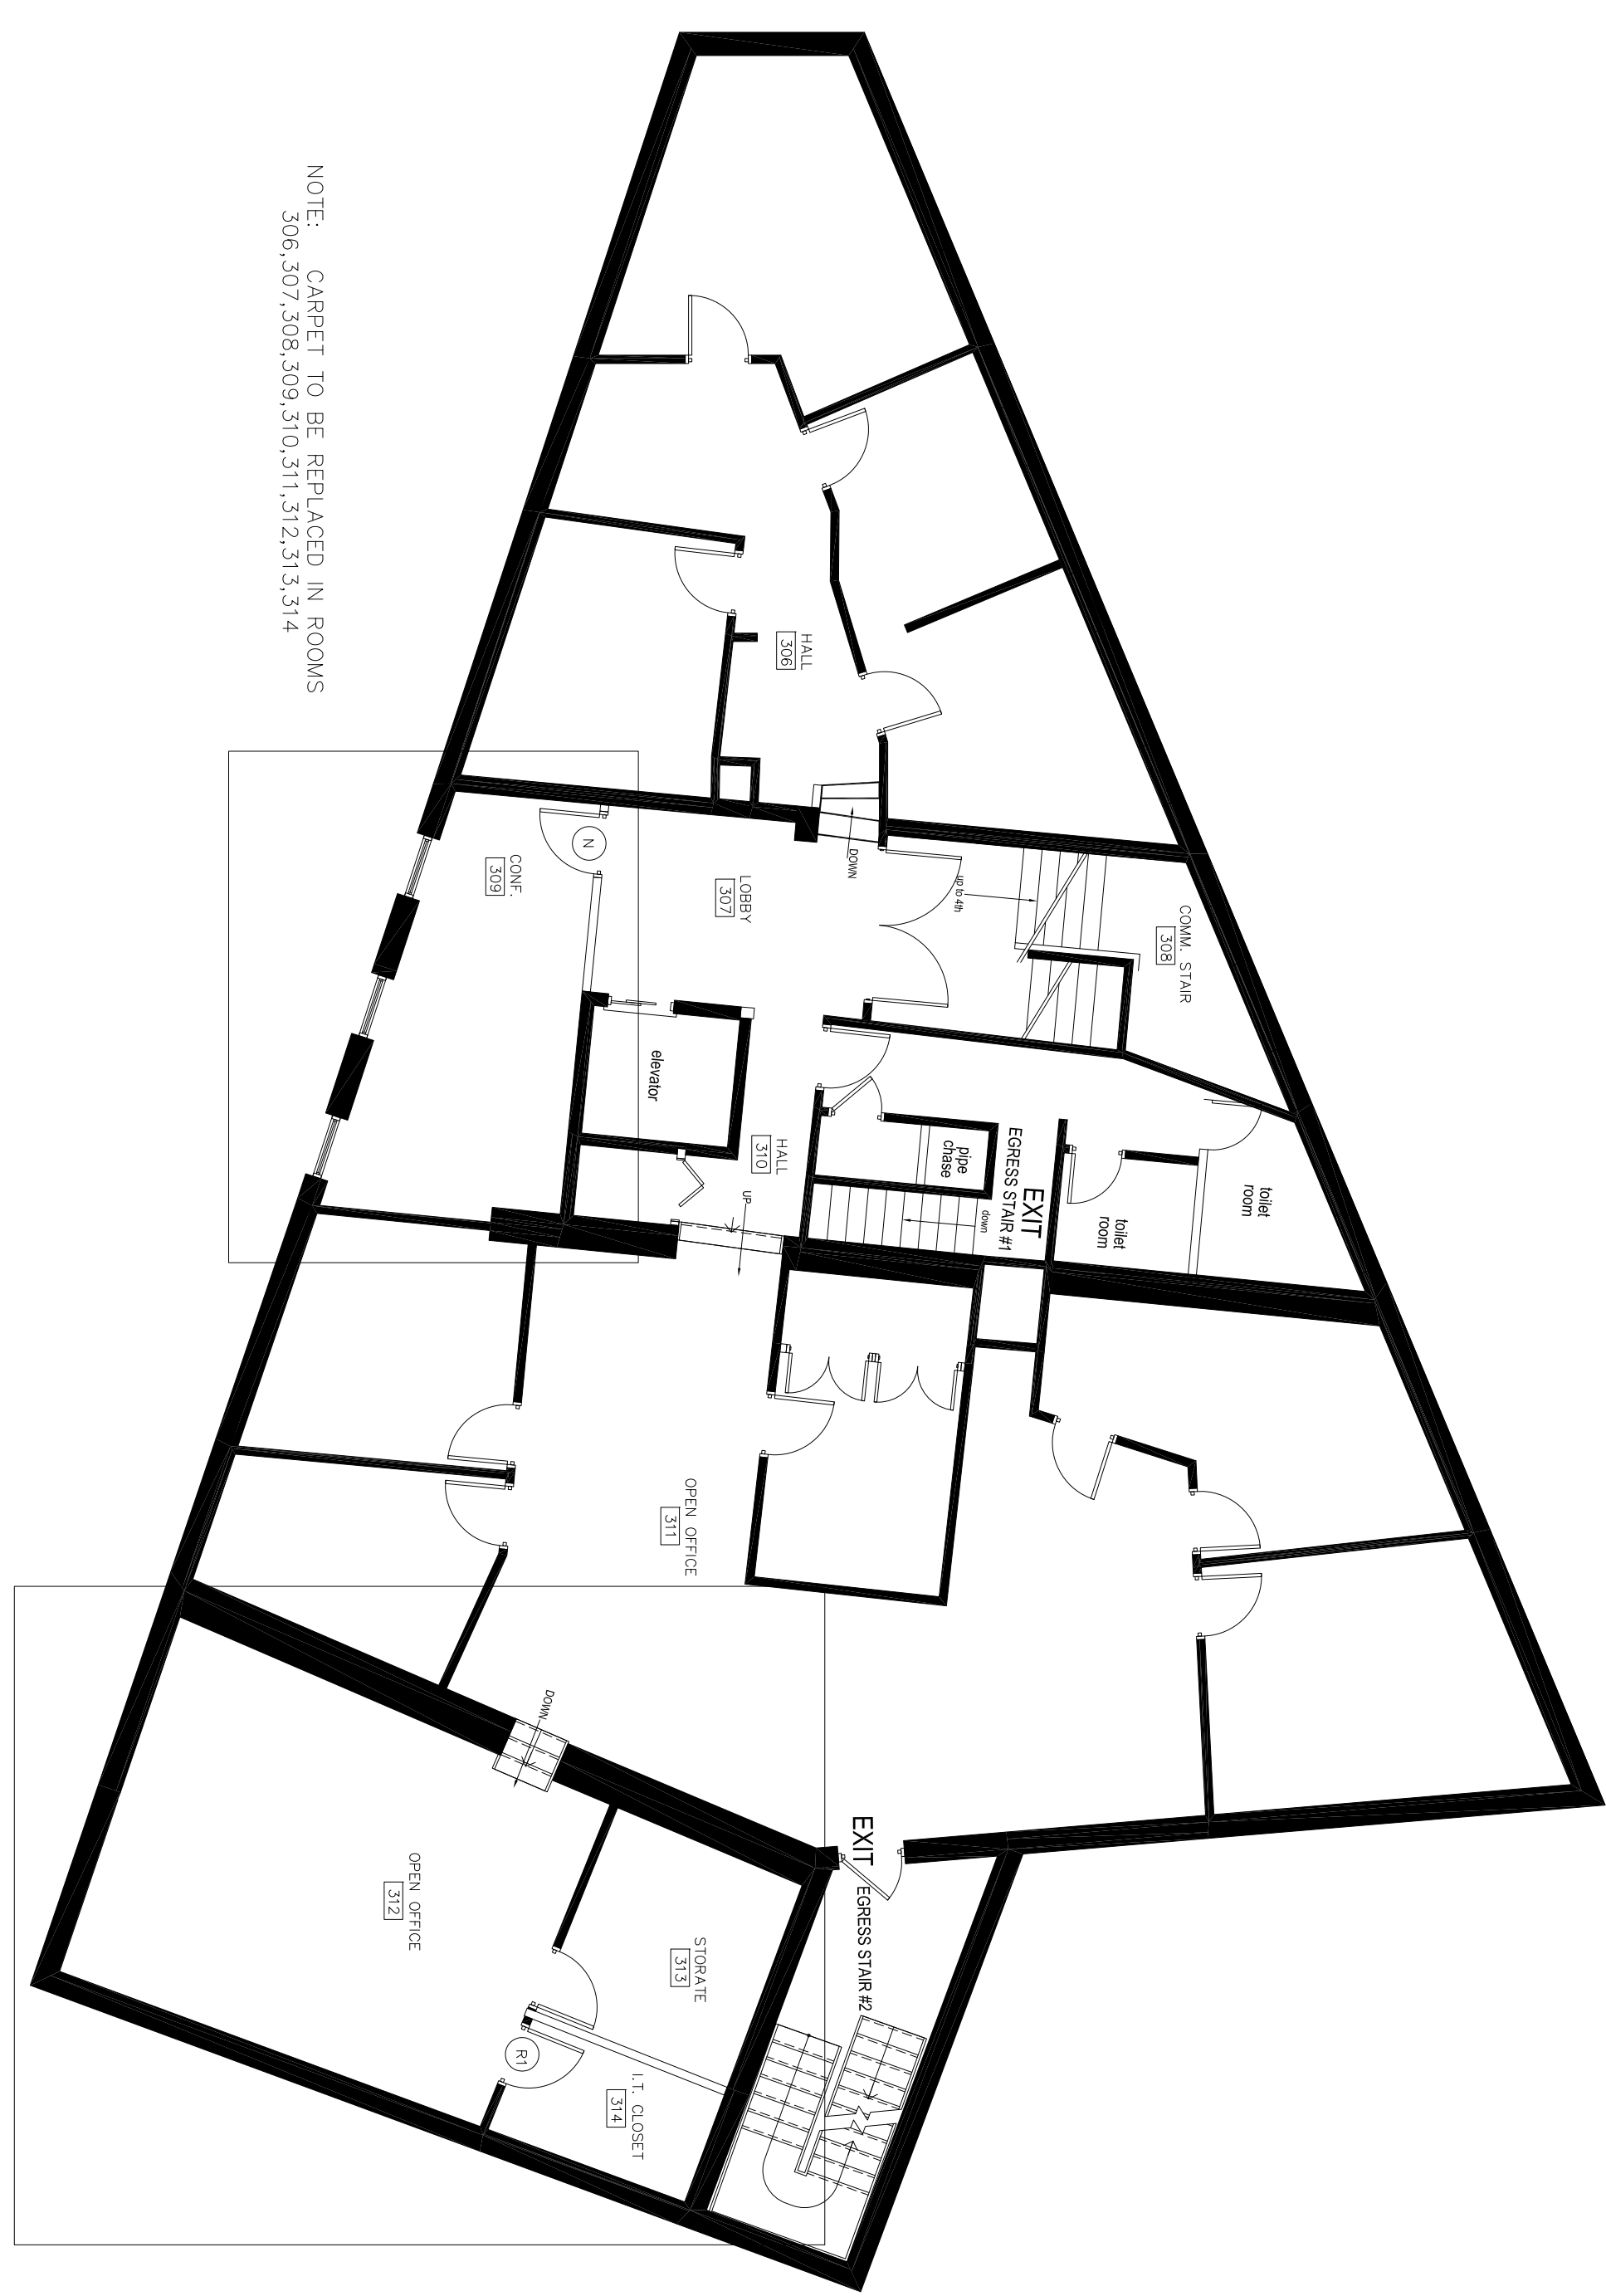 NOTE: CARPET TO BE REPLACED IN ROOMS
306,307,308,309,310,311,312,313,314
HALL
306
DOWN
up to 4th
COMM. STAIR
308
LOBBY
307
N
CONF.
309
elevator
HALL
310
UP
pipe
chase
EXIT
EGRESS STAIR #1
down
toilet
room
toilet
room
OPEN OFFICE
311
DOWN
EXIT
EGRESS STAIR #2
OPEN OFFICE
312
STORATE
313
R1
I.T. CLOSET
314